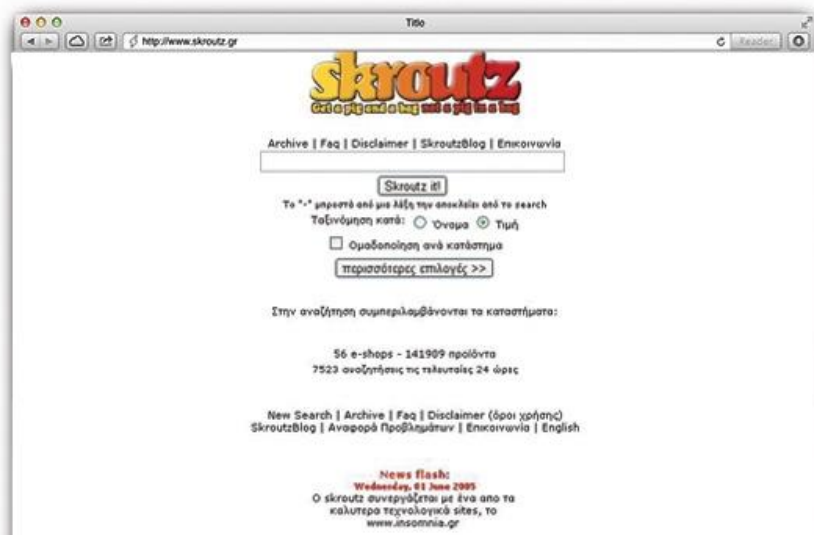 Title
http://www.skroutz.gr
Reader
skroutz
Get a pig and a bag not a pig in a bag
Archive | Faq | Disclaimer | SkroutzBlog | Επικοινωνία
Skroutz it!
Το "-" μπροστά από μια λέξη την αποκλείει από το search
Ταξινόμηση κατά: Όνομα Τιμή
Ομαδοποίηση ανά κατάστημα
περισσότερες επιλογές >>
Στην αναζήτηση συμπεριλαμβάνονται τα καταστήματα:
56 e-shops - 141909 προϊόντα
7523 αναζητήσεις τις τελευταίες 24 ώρες
New Search | Archive | Faq | Disclaimer (όροι χρήσης)
SkroutzBlog | Αναφορά Προβλημάτων | Επικοινωνία | English
News flash:
Wednesday, 01 June 2005
Ο skroutz συνεργάζεται με ένα απο τα
καλυτερα τεχνολογικά sites, το
www.insomnia.gr